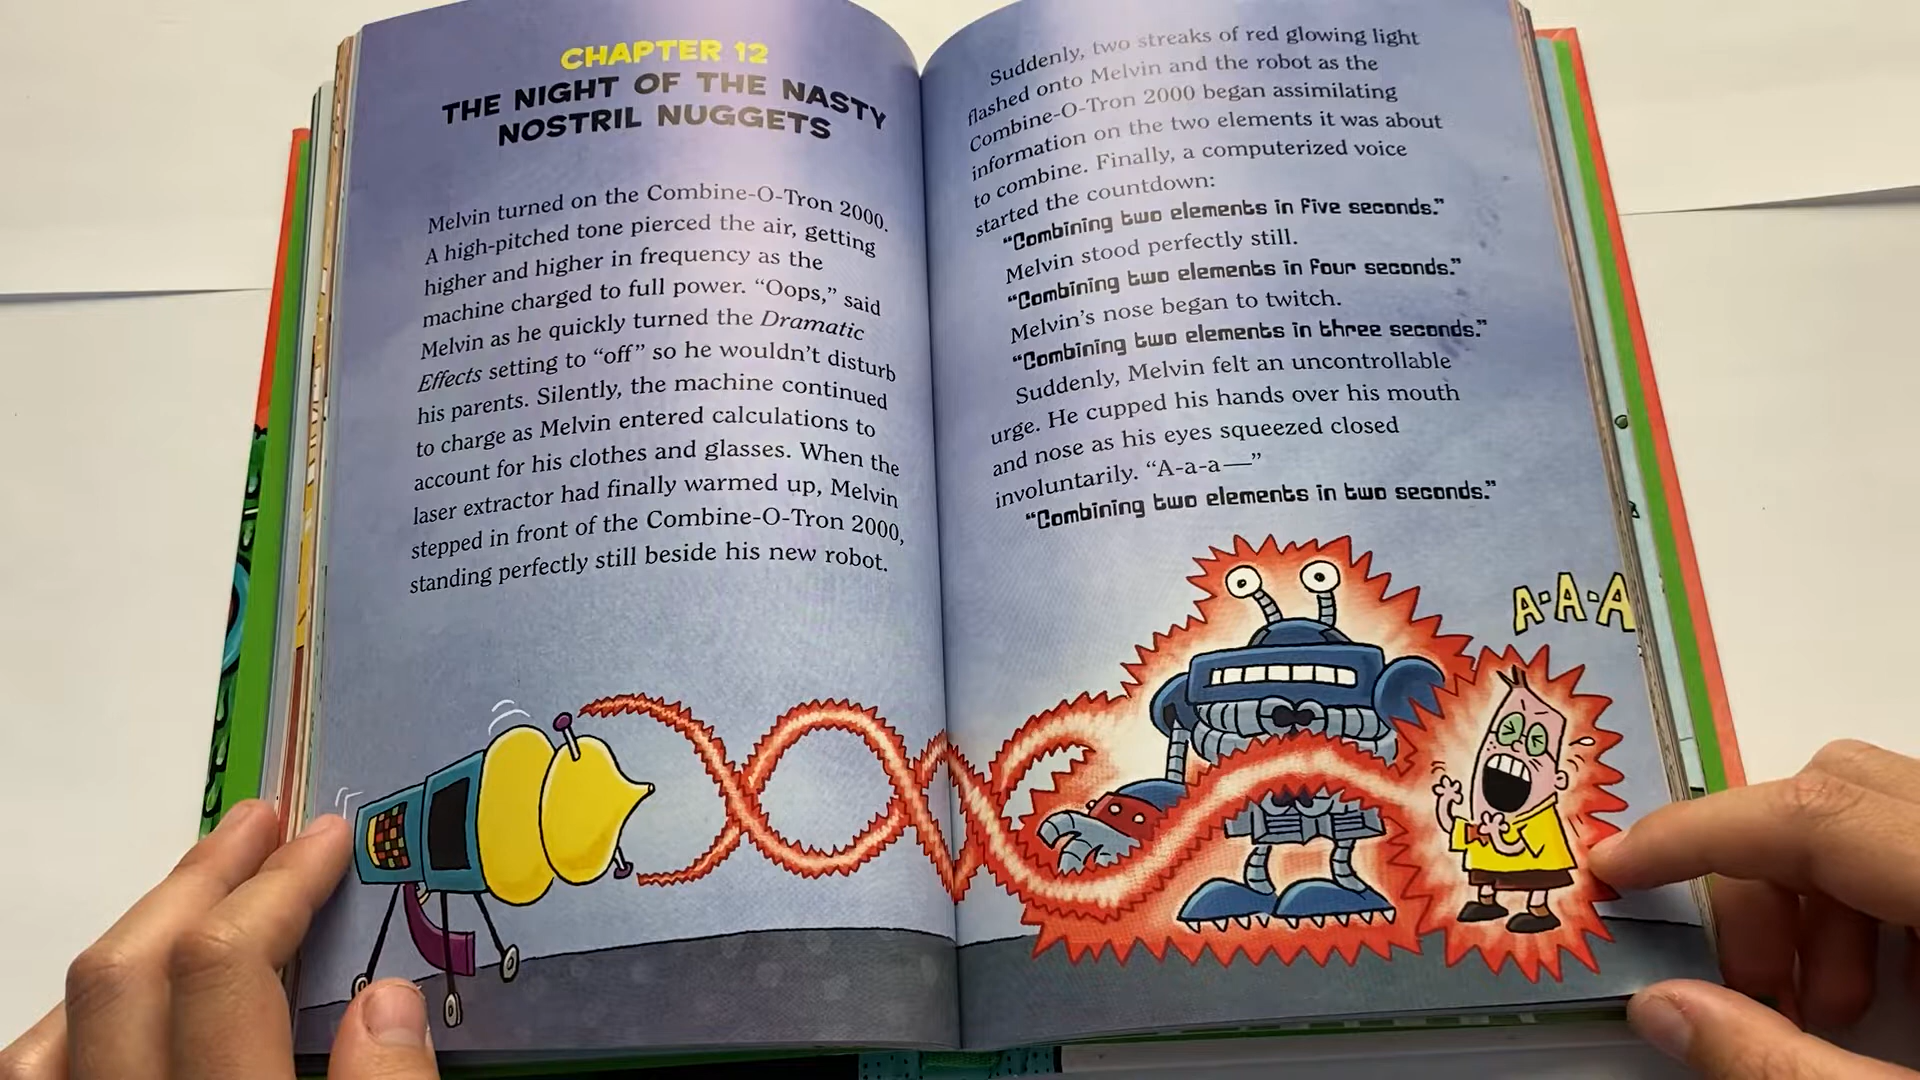 CHAPTER 12
THE NIGHT OF THE NASTY
NOSTRIL NUGGETS
Melvin turned on the Combine-O-Tron 2000.
A high-pitched tone pierced the air, getting
higher and higher in frequency as the
machine charged to full power. “Oops,” said
Melvin as he quickly turned the Dramatic
Effects setting to “off” so he wouldn’t disturb
his parents. Silently, the machine continued
to charge as Melvin entered calculations to
account for his clothes and glasses. When the
laser extractor had finally warmed up, Melvin
stepped in front of the Combine-O-Tron 2000,
standing perfectly still beside his new robot.
Suddenly, two streaks of red glowing light
flashed onto Melvin and the robot as the
Combine-O-Tron 2000 began assimilating
information on the two elements it was about
to combine. Finally, a computerized voice
started the countdown:
“Combining two elements in five seconds.”
Melvin stood perfectly still.
“Combining two elements in four seconds.”
Melvin’s nose began to twitch.
“Combining two elements in three seconds.”
Suddenly, Melvin felt an uncontrollable
urge. He cupped his hands over his mouth
and nose as his eyes squeezed closed
involuntarily. “A-a-a—”
“Combining two elements in two seconds.”
A-A-A